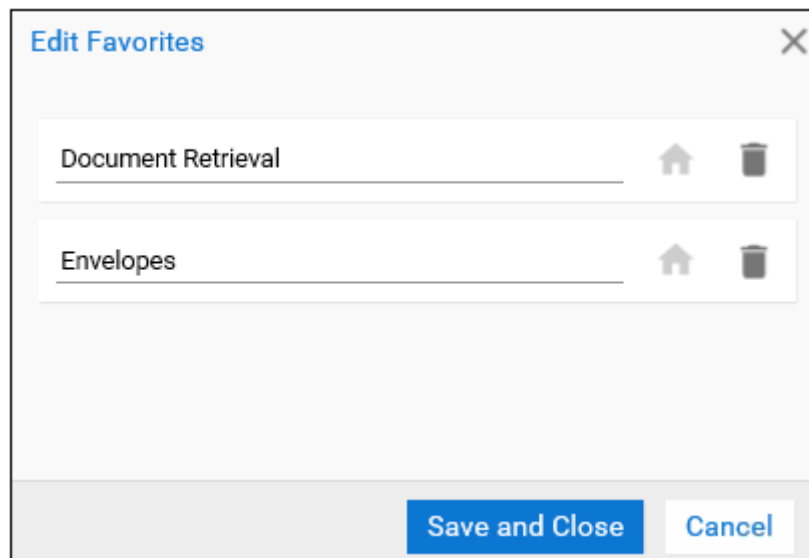 Edit Favorites
Document Retrieval
Envelopes
Save and Close Cancel